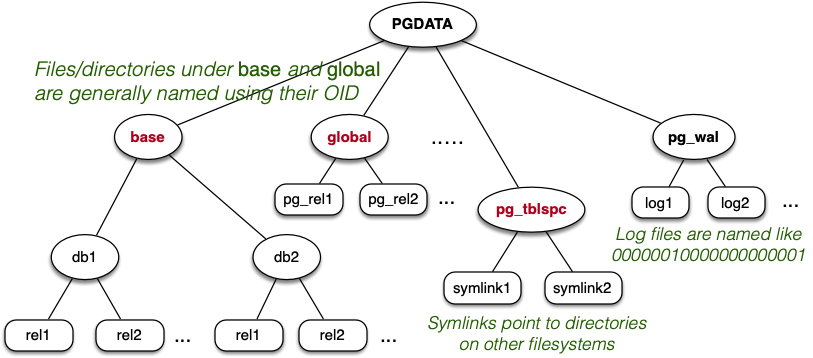 PGDATA
Files/directories under base and global
are generally named using their OID
base
global
.....
pg_wal
pg_rel1
pg_rel2
...
pg_tblspc
log1
log2
...
Log files are named like
00000010000000000001
db1
db2
symlink1
symlink2
rel1
rel2
...
rel1
rel2
...
Symlinks point to directories
on other filesystems